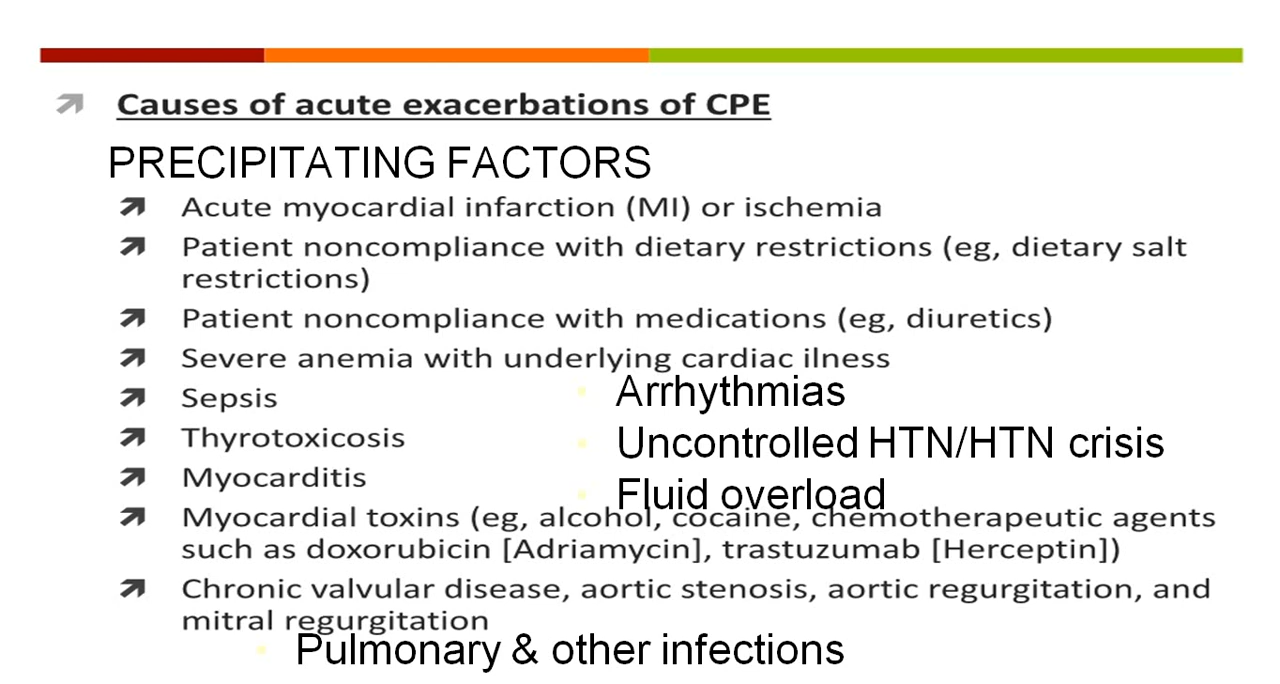 Causes of acute exacerbations of CPE
PRECIPITATING FACTORS
Acute myocardial infarction (MI) or ischemia
Patient noncompliance with dietary restrictions (eg, dietary salt
restrictions)
Patient noncompliance with medications (eg, diuretics)
Severe anemia with underlying cardiac ilness
Sepsis
Arrhythmias
Thyrotoxicosis
Uncontrolled HTN/HTN crisis
Myocarditis
Fluid overload
Myocardial toxins (eg, alcohol, cocaine, chemotherapeutic agents
such as doxorubicin [Adriamycin], trastuzumab [Herceptin])
Chronic valvular disease, aortic stenosis, aortic regurgitation, and
mitral regurgitation
Pulmonary & other infections